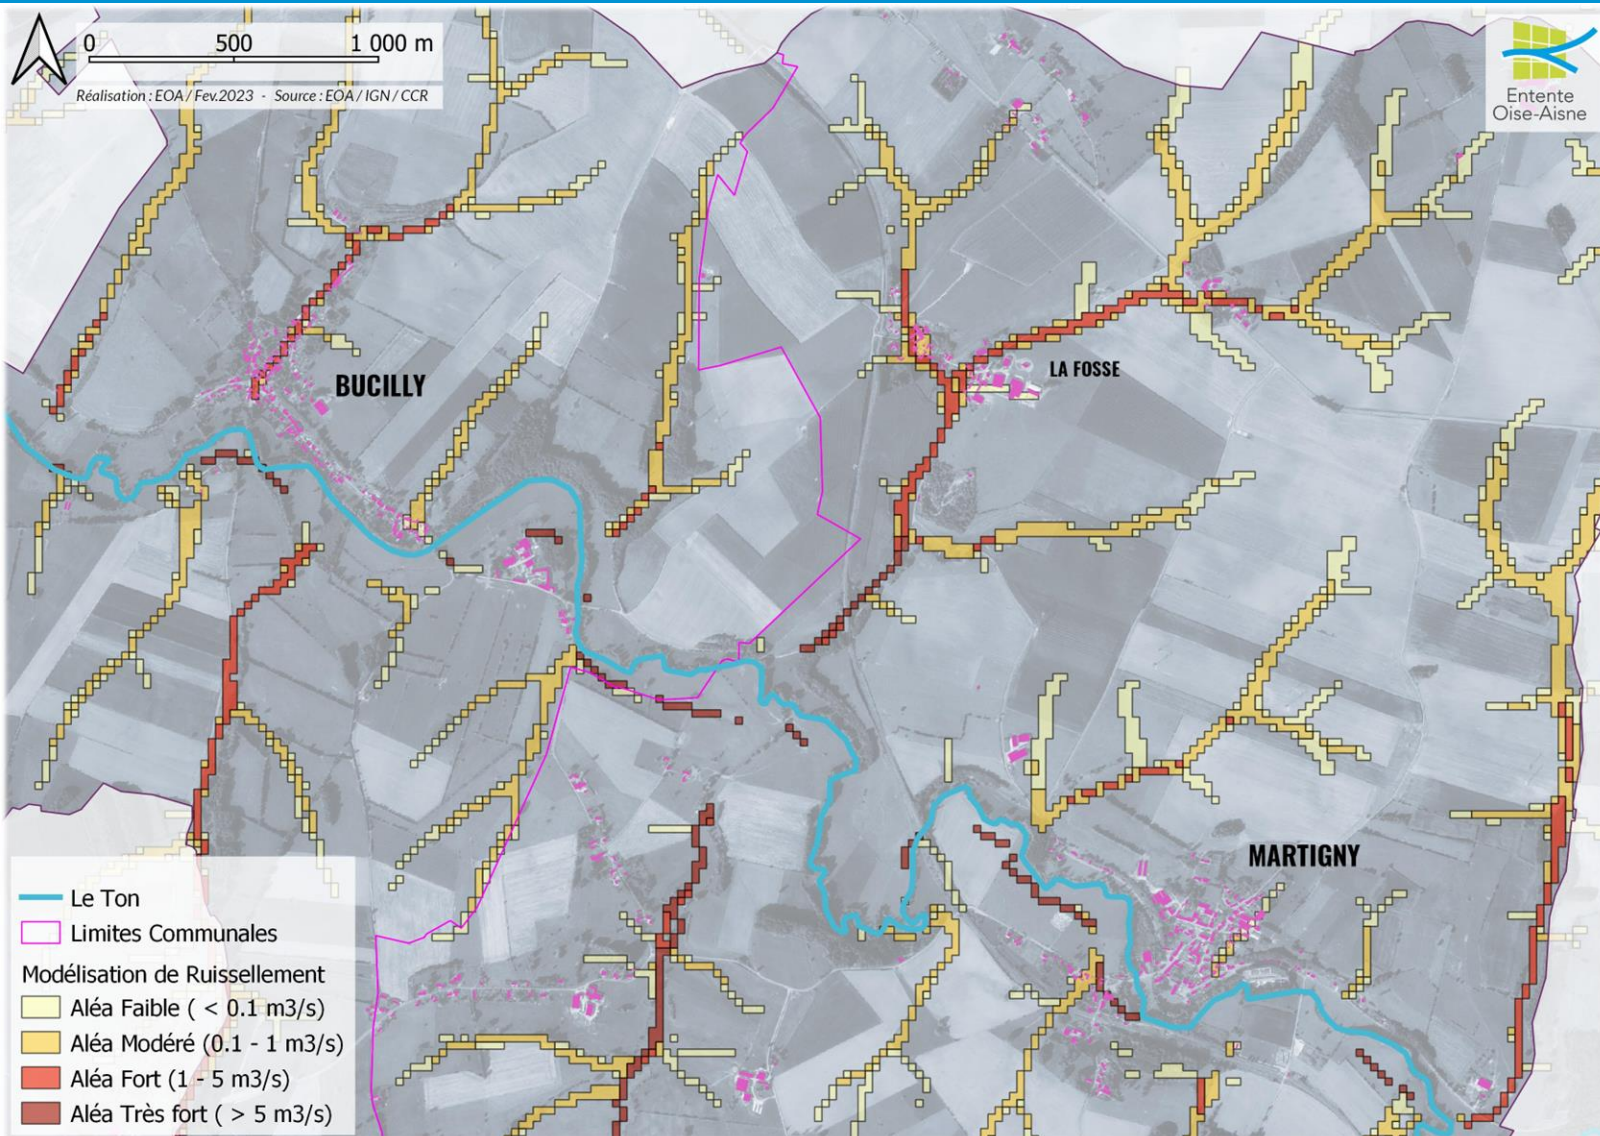 0 500 1 000 m
Réalisation : EOA / Fev.2023 - Source : EOA / IGN / CCR
Entente
Oise-Aisne
LA FOSSE
BUCILLY
MARTIGNY
Le Ton
Limites Communales
Modélisation de Ruissellement
Aléa Faible ( < 0.1 m3/s)
Aléa Modéré (0.1 - 1 m3/s)
Aléa Fort (1 - 5 m3/s)
Aléa Très fort ( > 5 m3/s)